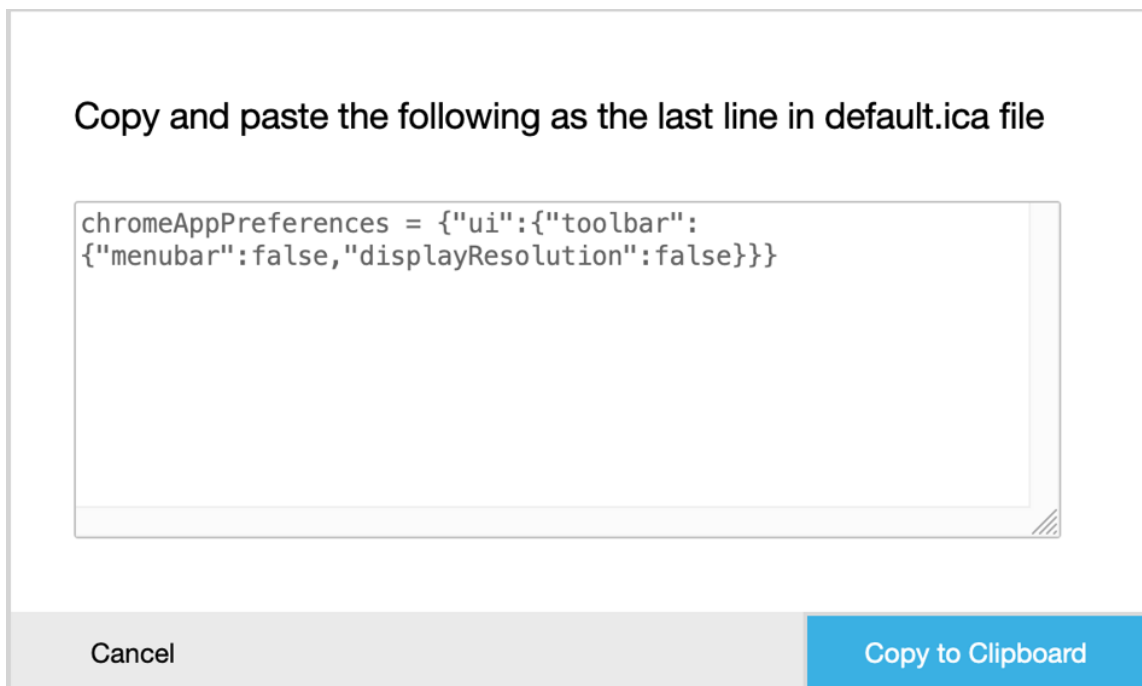 Copy and paste the following as the last line in default.ica file
chromeAppPreferences = {"ui":{"toolbar":
{"menubar":false,"displayResolution":false}}}
Cancel
Copy to Clipboard